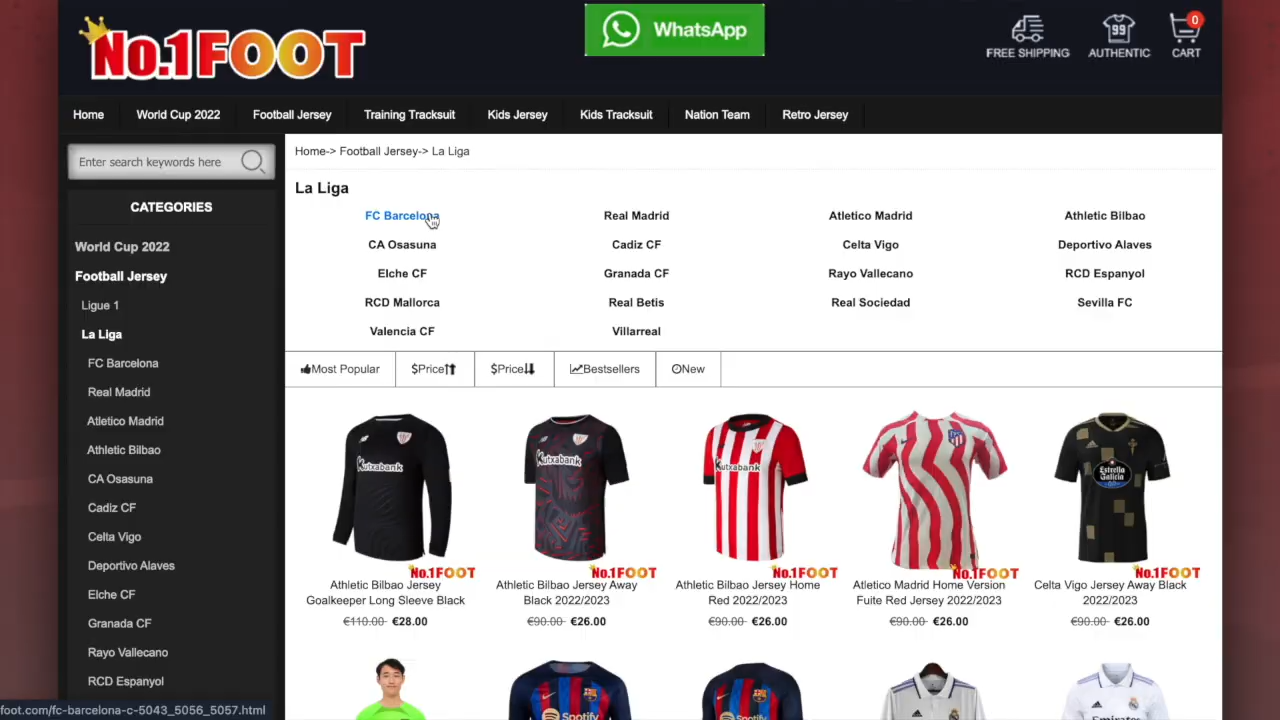 No.1FOOT
WhatsApp
FREE SHIPPING
99
AUTHENTIC
0
CART
Home
World Cup 2022
Football Jersey
Training Tracksuit
Kids Jersey
Kids Tracksuit
Nation Team
Retro Jersey
Enter search keywords here
CATEGORIES
World Cup 2022
Football Jersey
Ligue 1
La Liga
FC Barcelona
Real Madrid
Atletico Madrid
Athletic Bilbao
CA Osasuna
Cadiz CF
Celta Vigo
Deportivo Alaves
Elche CF
Granada CF
Rayo Vallecano
RCD Espanyol
Home-> Football Jersey-> La Liga
La Liga
FC Barcelona Real Madrid Atletico Madrid Athletic Bilbao
CA Osasuna Cadiz CF Celta Vigo Deportivo Alaves
Elche CF Granada CF Rayo Vallecano RCD Espanyol
RCD Mallorca Real Betis Real Sociedad Sevilla FC
Valencia CF Villarreal
Most Popular $Price $Price Bestsellers New
Kutxabank
Kutxabank
Kutxabank
Estrella
Galicia
No.1FOOT
No.1FOOT
No.1FOOT
No.1FOOT
No.1FOOT
Athletic Bilbao Jersey
Goalkeeper Long Sleeve Black
€110.00 €28.00
Athletic Bilbao Jersey Away
Black 2022/2023
€90.00 €26.00
Athletic Bilbao Jersey Home
Red 2022/2023
€90.00 €26.00
Atletico Madrid Home Version
Fuite Red Jersey 2022/2023
€90.00 €26.00
Celta Vigo Jersey Away Black
2022/2023
€90.00 €26.00
Spotify
Spotify
foot.com/fc-barcelona-c-5043_5056_5057.html